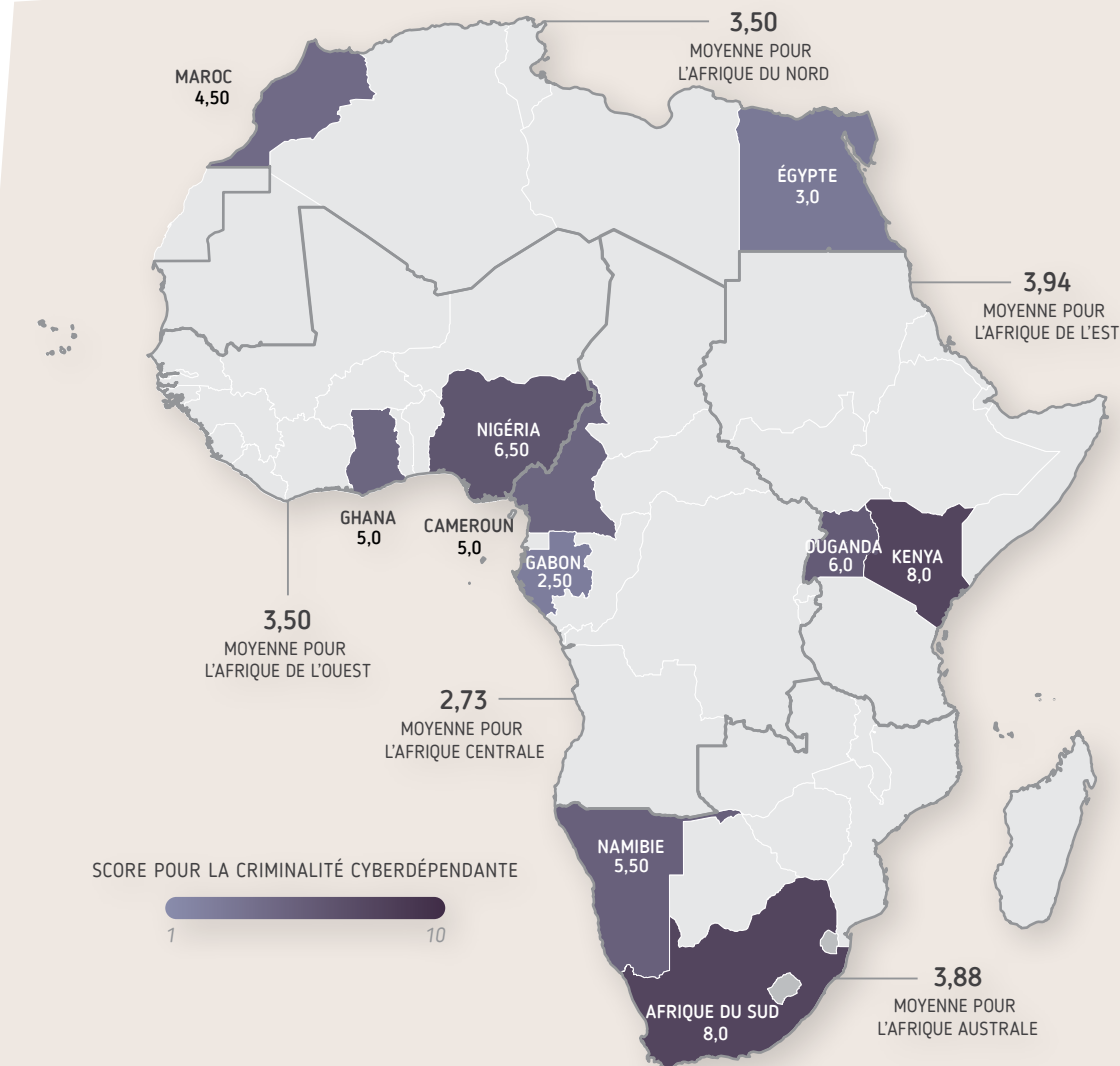 3,50
MOYENNE POUR
L'AFRIQUE DU NORD
MAROC
4,50
ÉGYPTE
3,0
3,94
MOYENNE POUR
L'AFRIQUE DE L'EST
NIGÉRIA
6,50
GHANA
5,0
CAMEROUN
5,0
GABON
2,50
OUGANDA
6,0
KENYA
8,0
3,50
MOYENNE POUR
L'AFRIQUE DE L'OUEST
2,73
MOYENNE POUR
L'AFRIQUE CENTRALE
NAMIBIE
5,50
SCORE POUR LA CRIMINALITÉ CYBERDÉPENDANTE
1 10
3,88
MOYENNE POUR
L'AFRIQUE AUSTRALE
AFRIQUE DU SUD
8,0